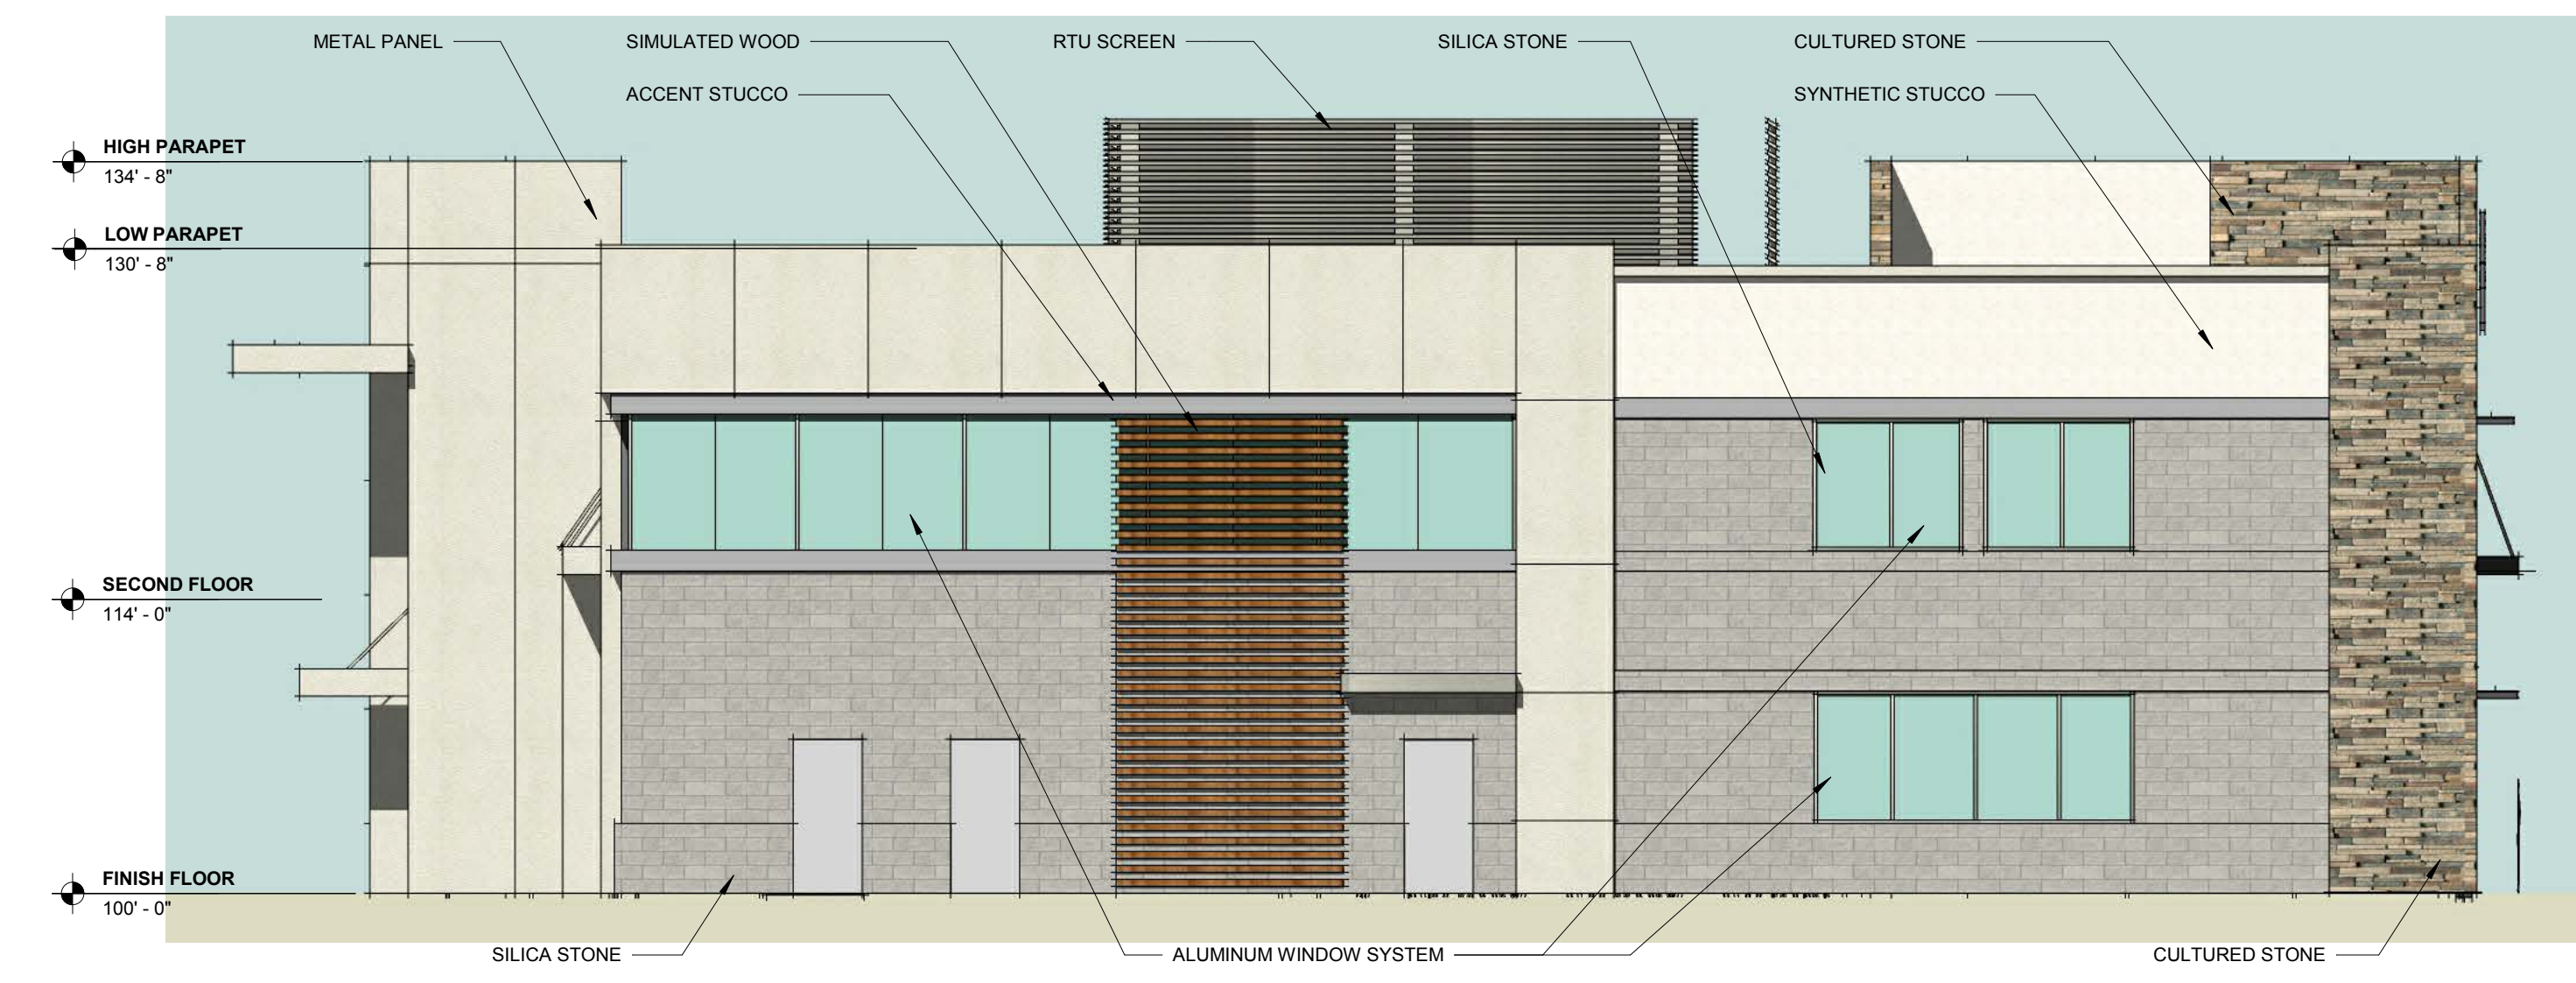 METAL PANEL
SIMULATED WOOD
RTU SCREEN
SILICA STONE
CULTURED STONE
ACCENT STUCCO
SYNTHETIC STUCCO
HIGH PARAPET
134' - 8"
LOW PARAPET
130' - 8"
SECOND FLOOR
114' - 0"
FINISH FLOOR
100' - 0"
SILICA STONE
ALUMINUM WINDOW SYSTEM
CULTURED STONE